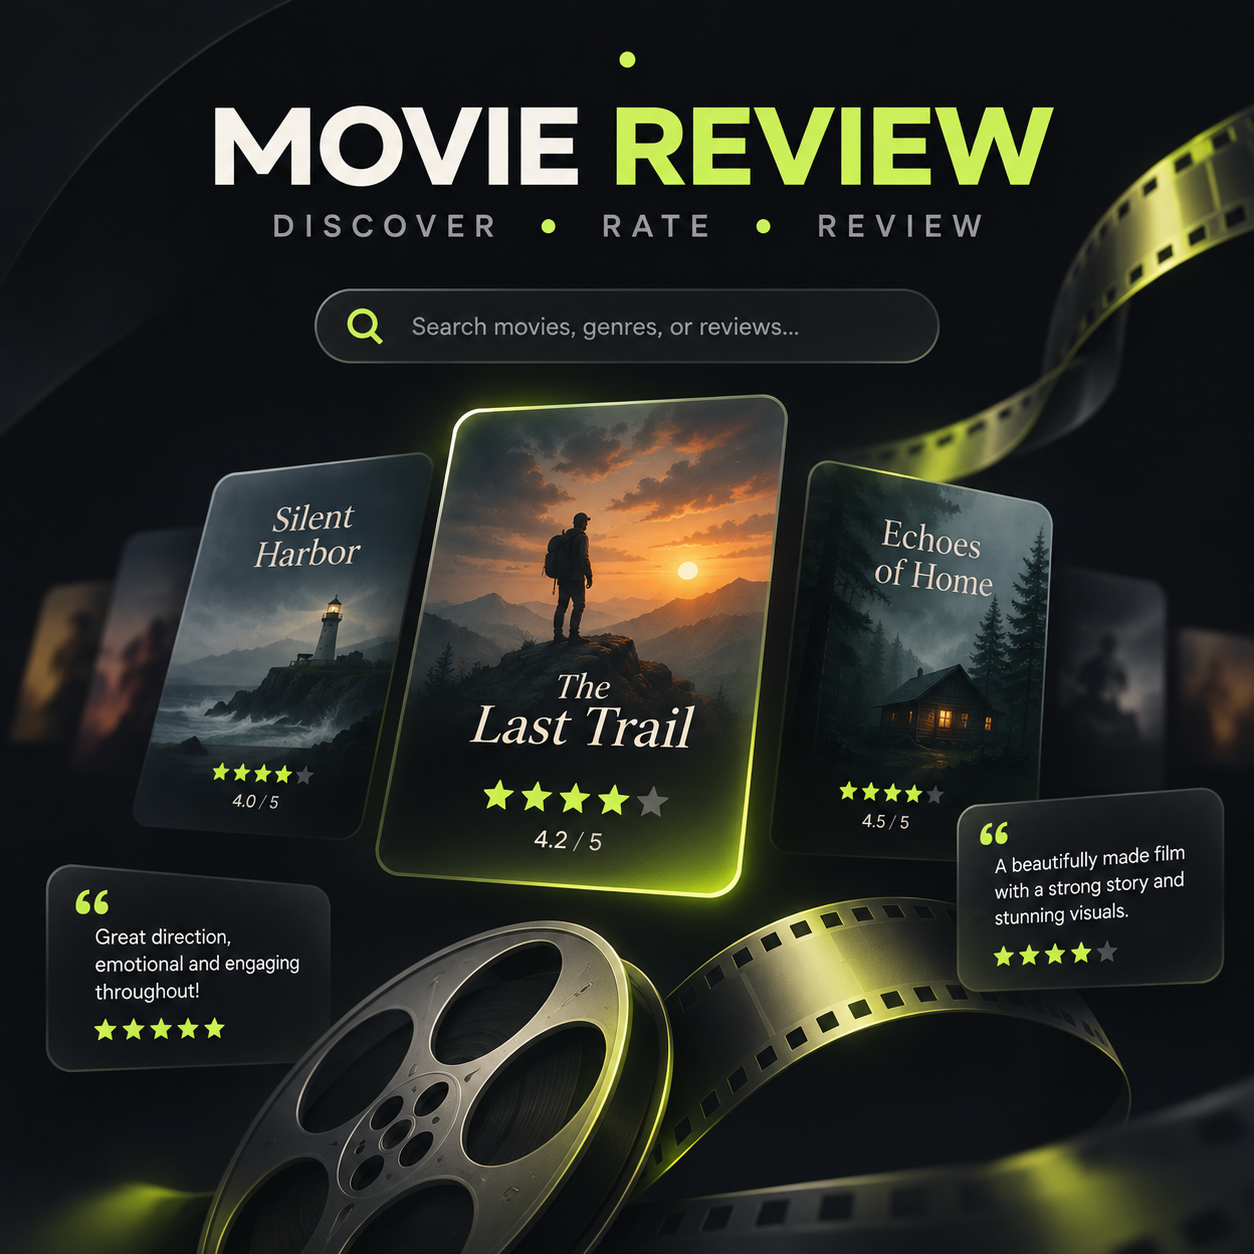 MOVIE REVIEW
DISCOVER • RATE • REVIEW
Search movies, genres, or reviews...
Silent
Harbor
4.0 / 5
The
Last Trail
4.2 / 5
Echoes
of Home
4.5 / 5
“
Great direction,
emotional and engaging
throughout!
“
A beautifully made film
with a strong story and
stunning visuals.